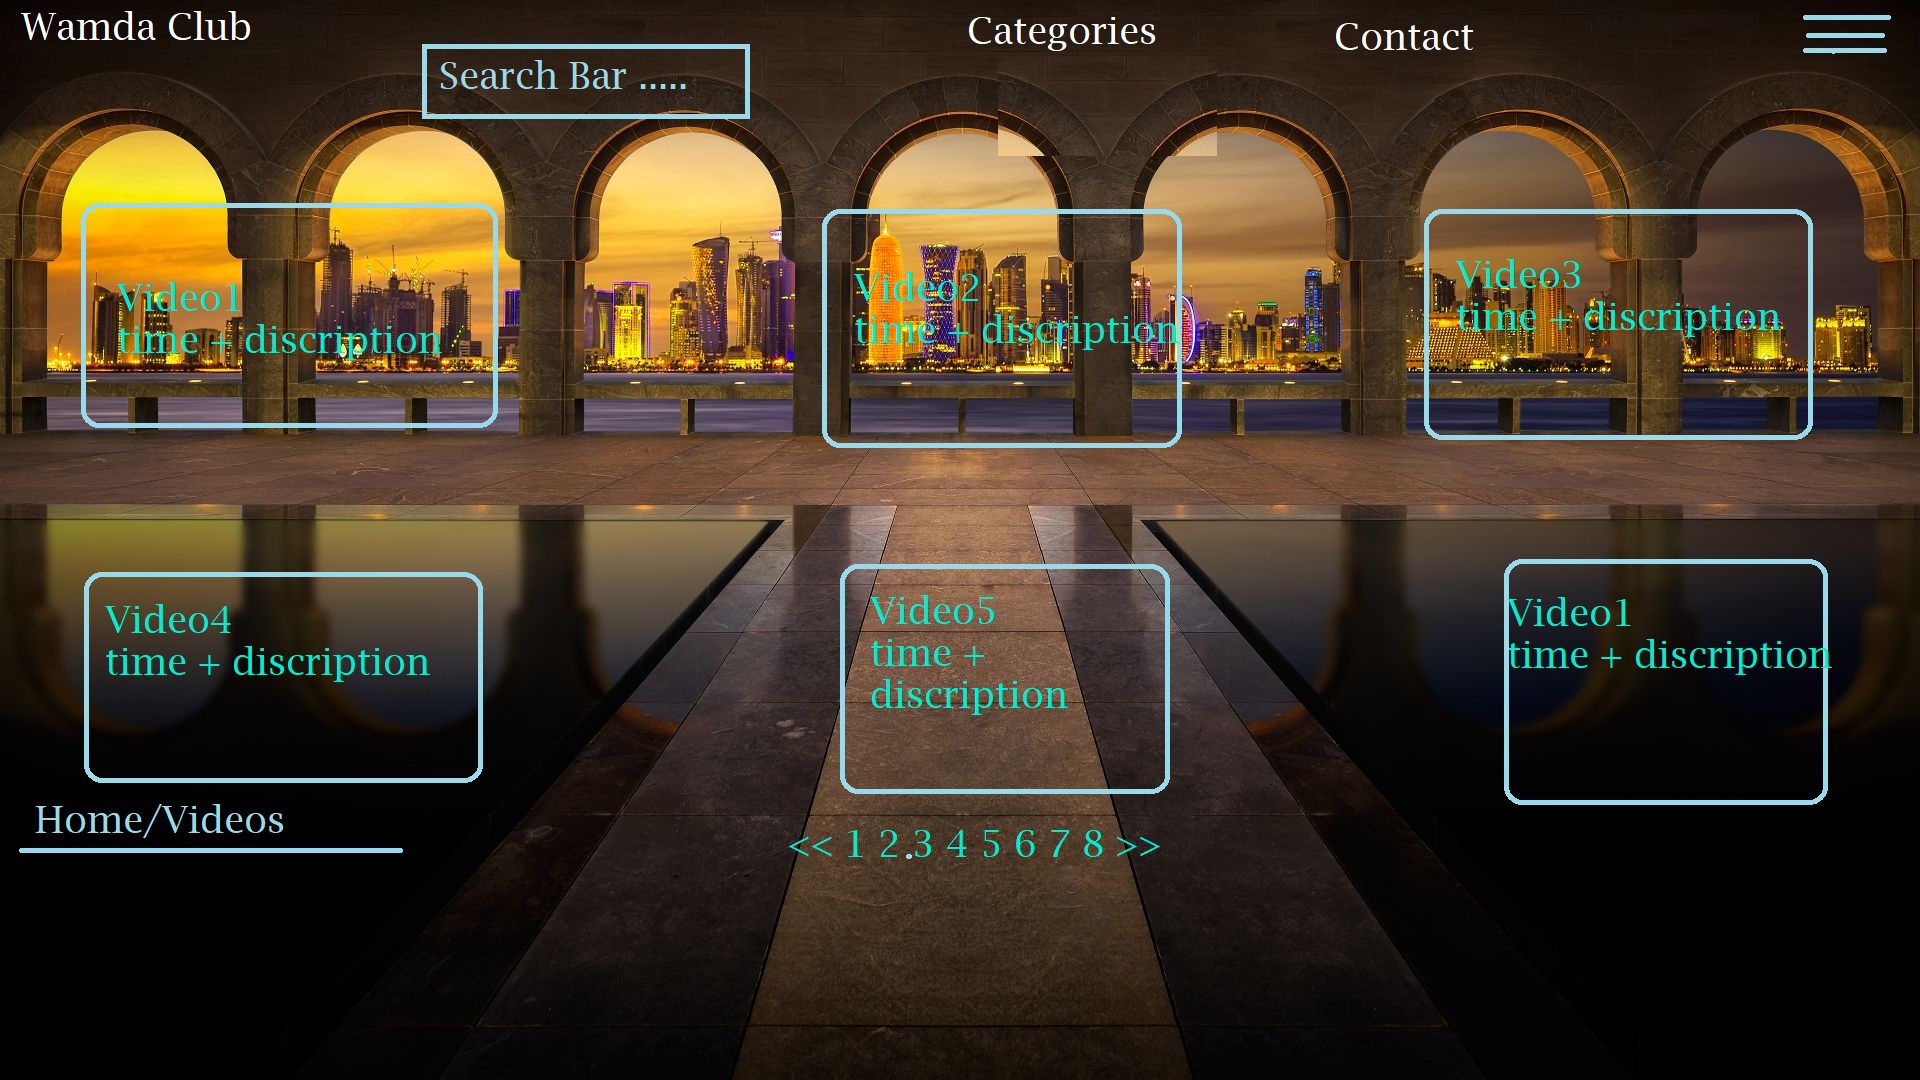 Wamda Club
Search Bar .....
Categories
Contact
Video1
time + discription
Video2
time + discription
Video3
time + discription
Video4
time + discription
Video5
time +
discription
Video1
time + discription
Home/Videos
<< 1 2.3 4 5 6 7 8 >>